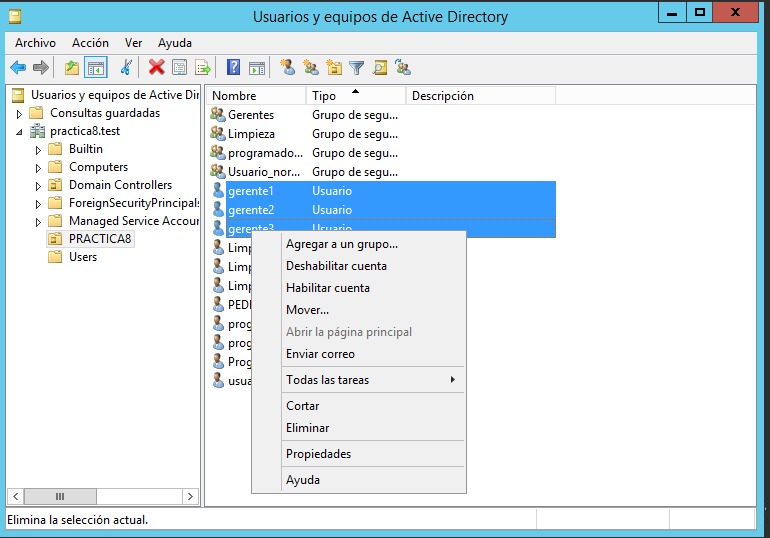 Usuarios y equipos de Active Directory
Archivo Acción Ver Ayuda
Usuarios y equipos de Active Dir
Consultas guardadas
practica8.test
Builtin
Computers
Domain Controllers
ForeignSecurityPrincipals
Managed Service Accour
PRACTICA8
Users
Nombre Tipo Descripción
Gerentes Grupo de segu...
Limpieza Grupo de segu...
programado... Grupo de segu...
Usuario_nor... Grupo de segu...
gerente1 Usuario
gerente2 Usuario
gerente3 Usuario
Limp
Limp
Limp
PEDI
prog
prog
Prog
usua
Agregar a un grupo...
Deshabilitar cuenta
Habilitar cuenta
Mover...
Abrir la página principal
Enviar correo
Todas las tareas
Cortar
Eliminar
Propiedades
Ayuda
Elimina la selección actual.